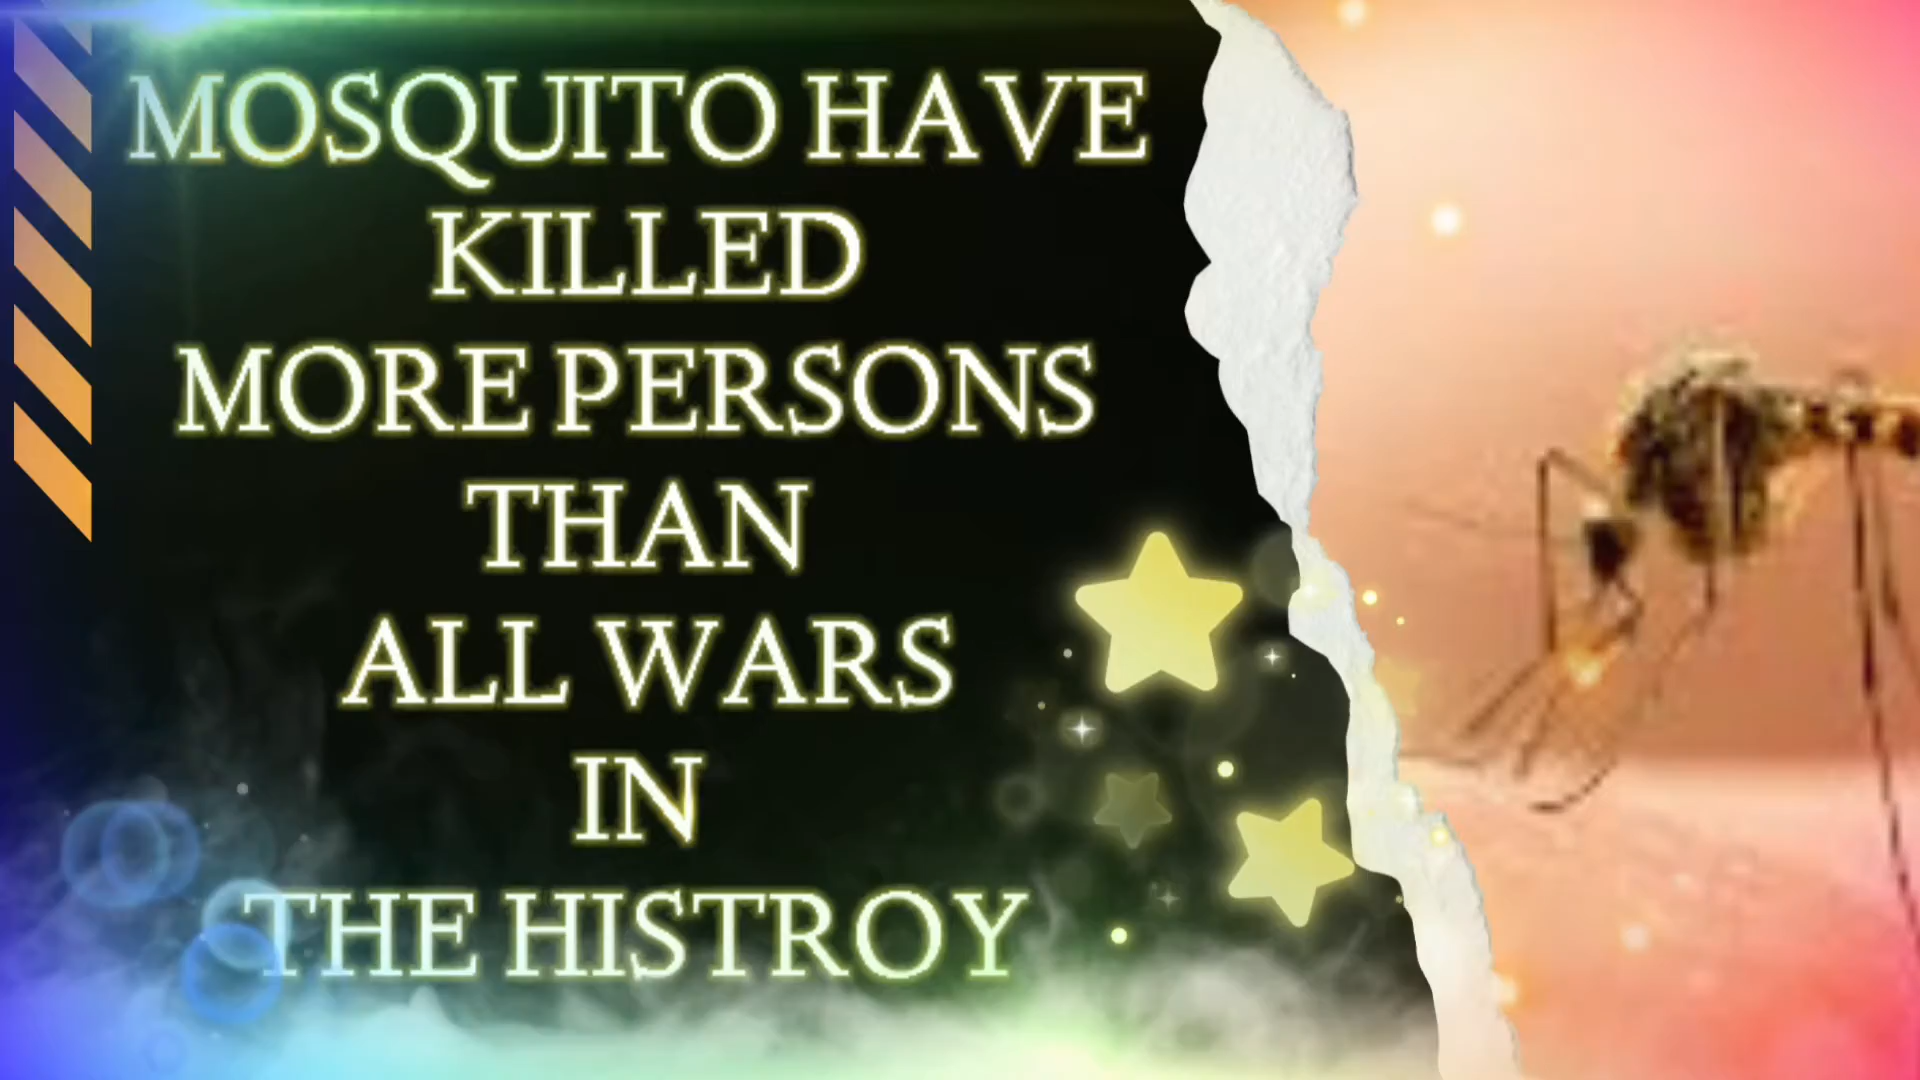 MOSQUITO HAVE
KILLED
MORE PERSONS
THAN
ALL WARS
IN
THE HISTROY